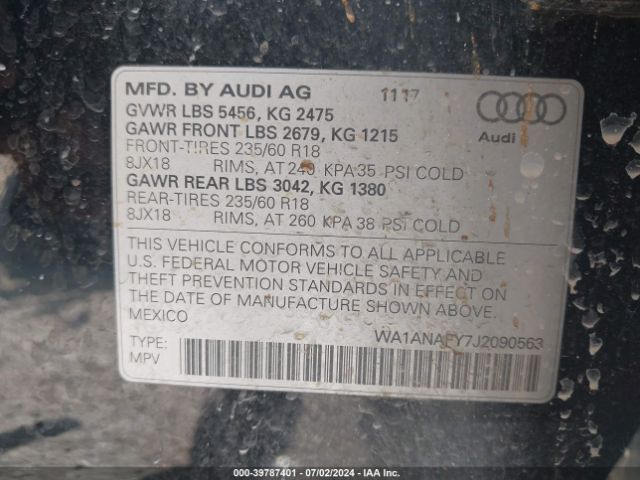 MFD. BY AUDI AG 11 17
GVWR LBS 5456, KG 2475
GAWR FRONT LBS 2679, KG 1215
Audi
FRONT-TIRES 235/60 R18
8JX18 RIMS, AT 240 KPA 35 PSI COLD
GAWR REAR LBS 3042, KG 1380
REAR-TIRES 235/60 R18
8JX18 RIMS, AT 260 KPA 38 PSI COLD
THIS VEHICLE CONFORMS TO ALL APPLICABLE
U.S. FEDERAL MOTOR VEHICLE SAFETY AND
THEFT PREVENTION STANDARDS IN EFFECT ON
THE DATE OF MANUFACTURE SHOWN ABOVE.
MEXICO
WA1ANAFY7J2090563
TYPE:
MPV
000-39787401 - 07/02/2024 - IAA Inc.